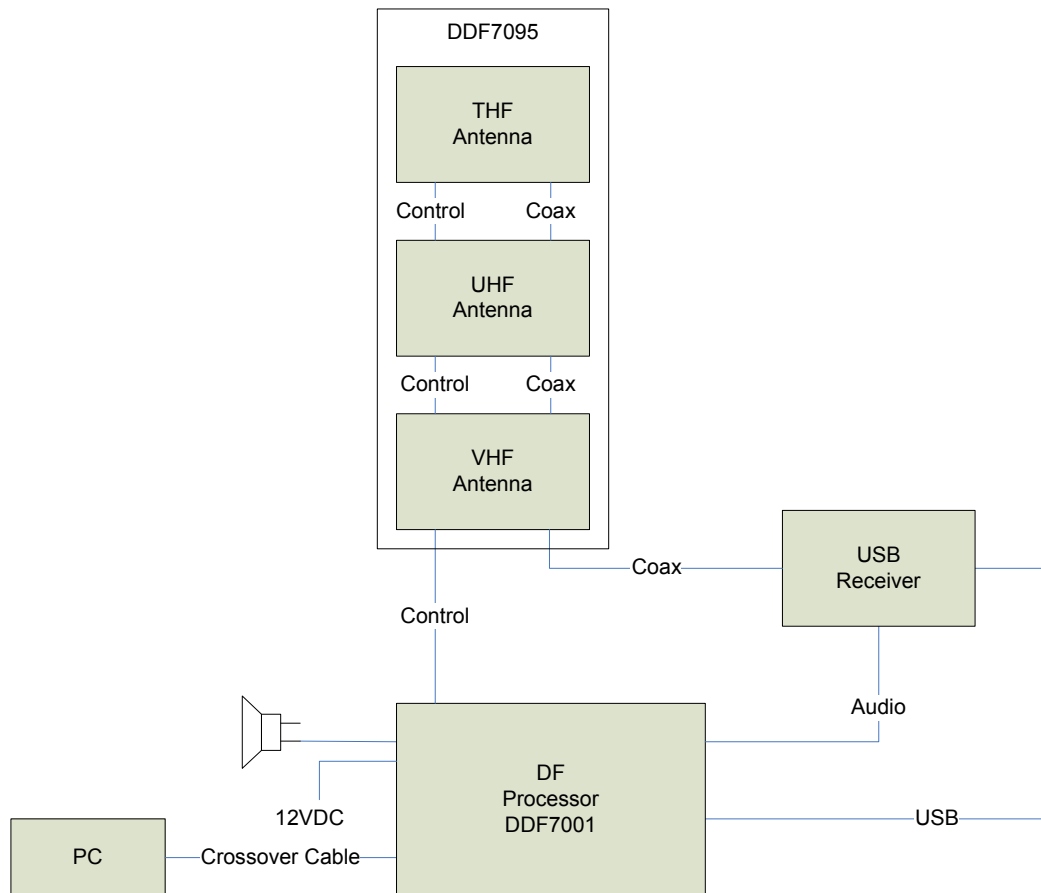 DDF7095
THF
Antenna
Control
Coax
UHF
Antenna
Control
Coax
VHF
Antenna
Coax
USB
Receiver
Control
Audio
DF
Processor
DDF7001
12VDC
USB
PC
Crossover Cable